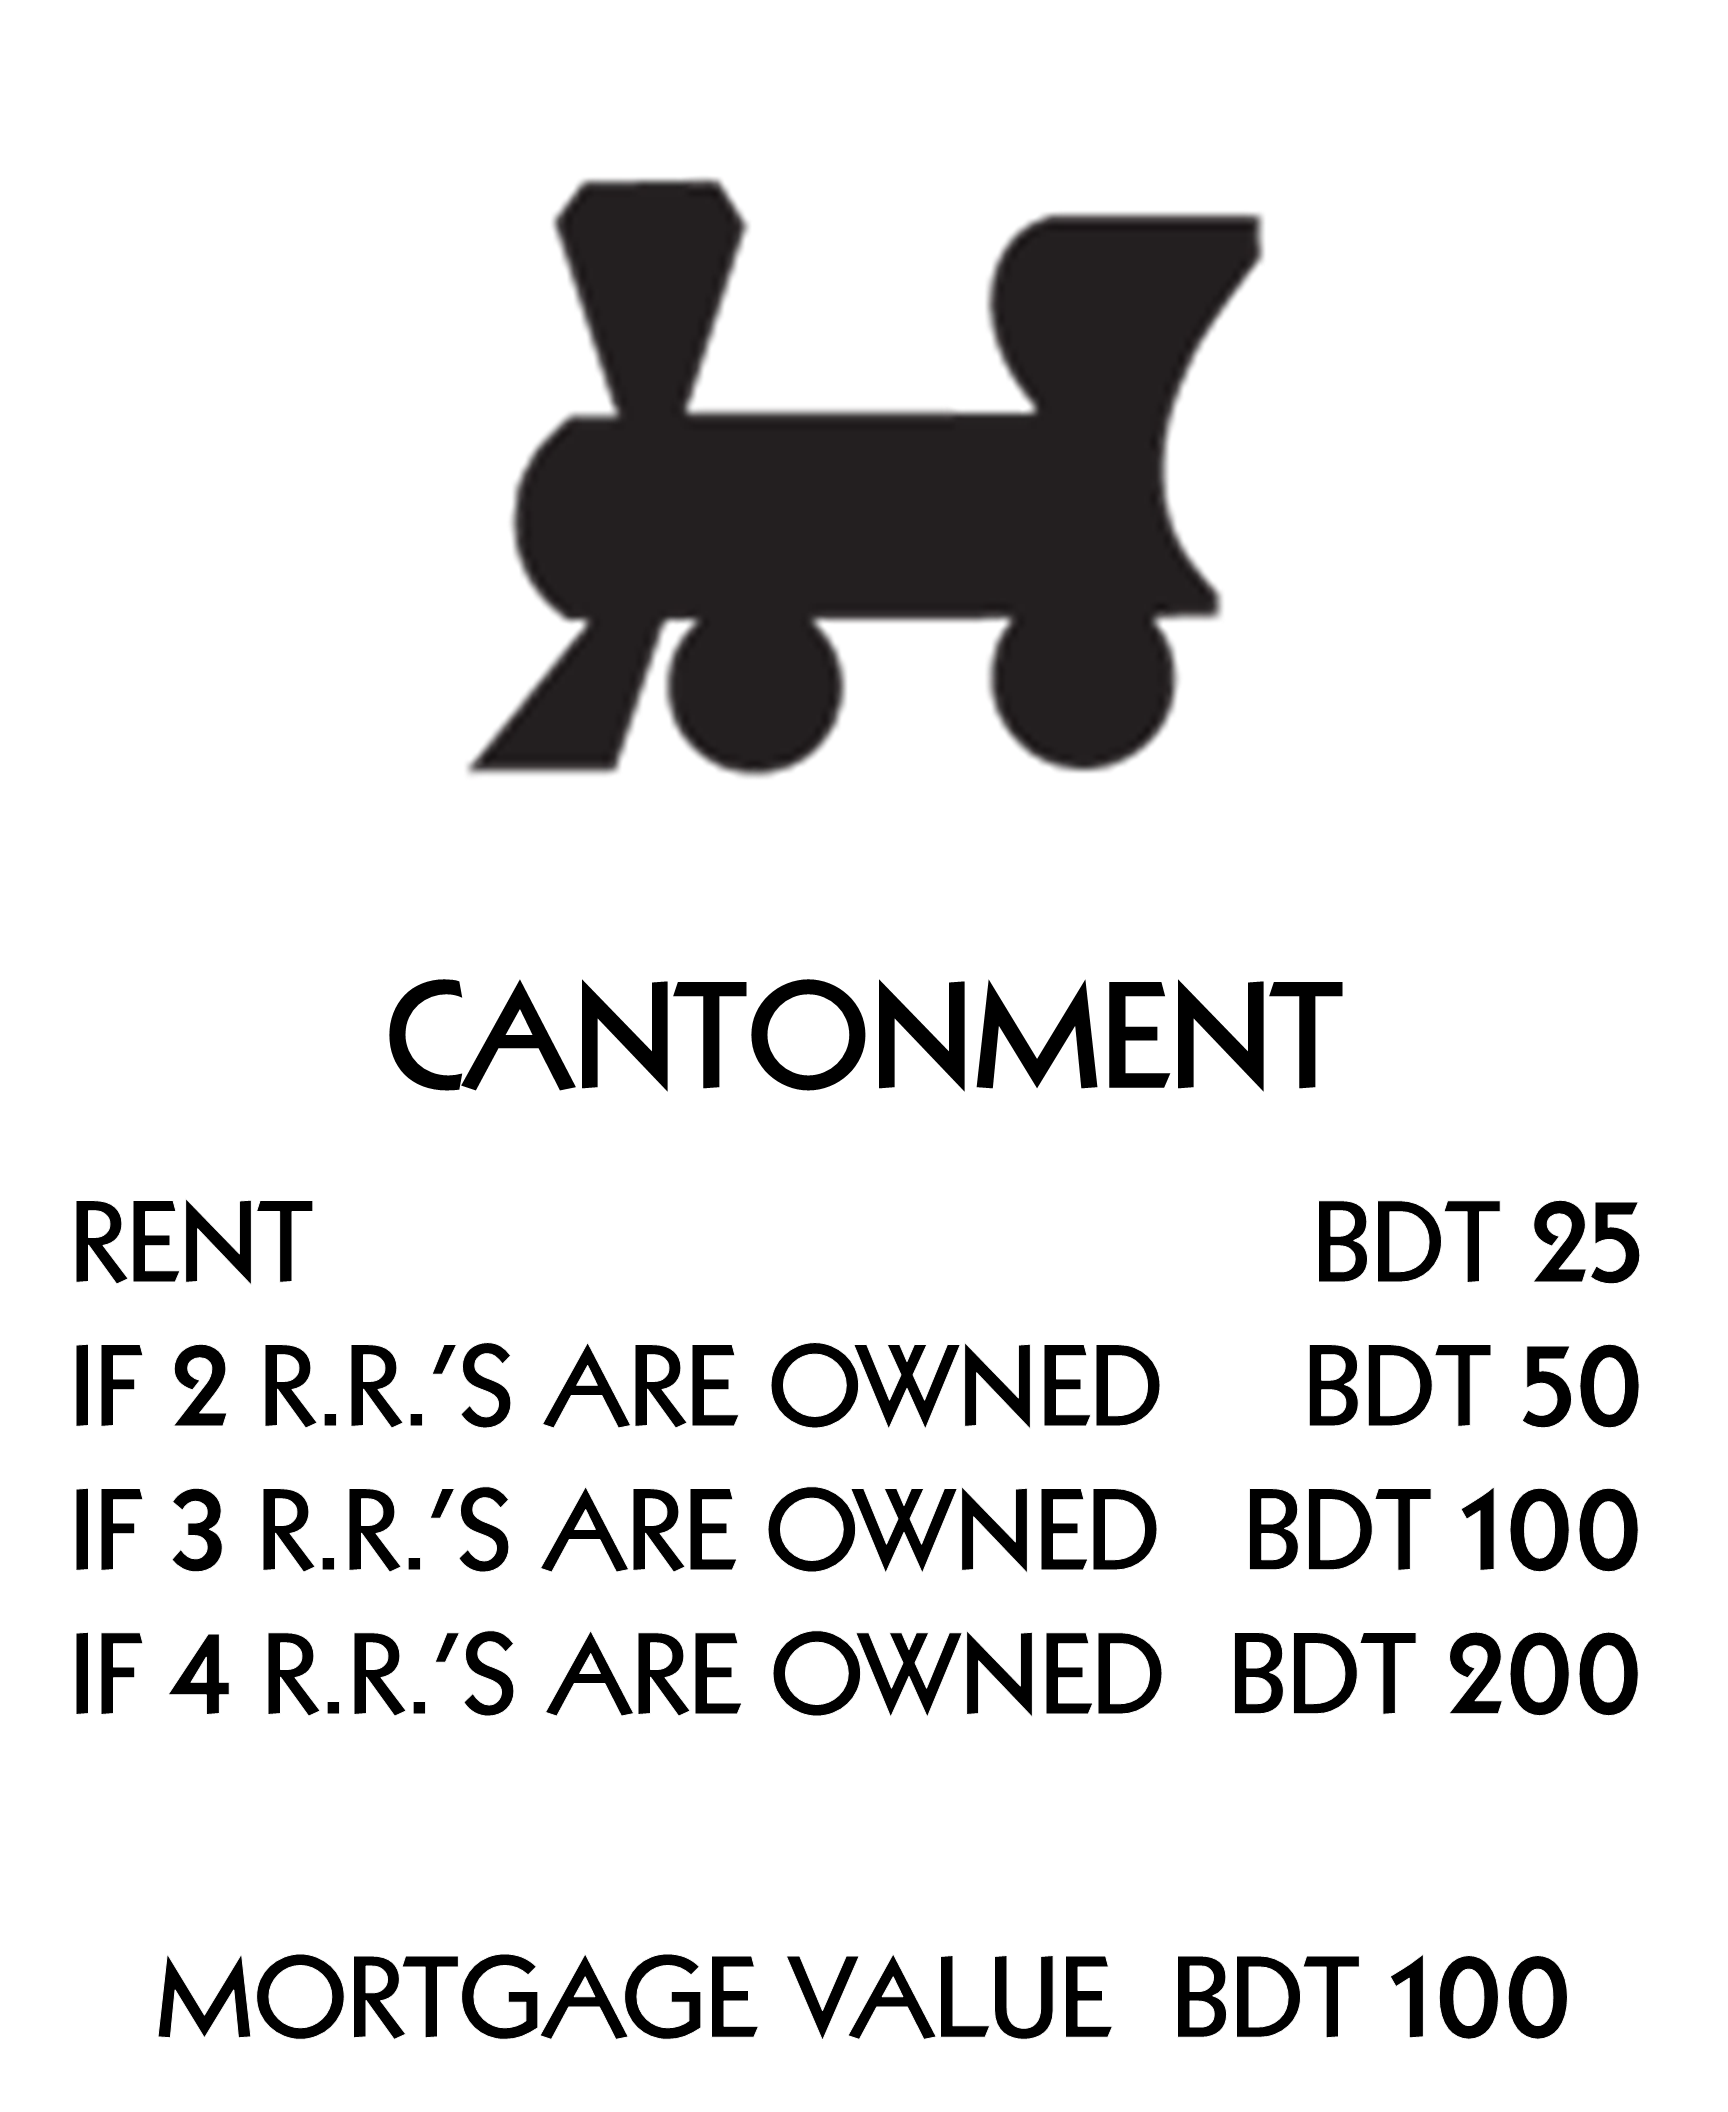 CANTONMENT
RENT BDT 25
IF 2 R.R.'S ARE OWNED BDT 50
IF 3 R.R.'S ARE OWNED BDT 100
IF 4 R.R.'S ARE OWNED BDT 200
MORTGAGE VALUE BDT 100